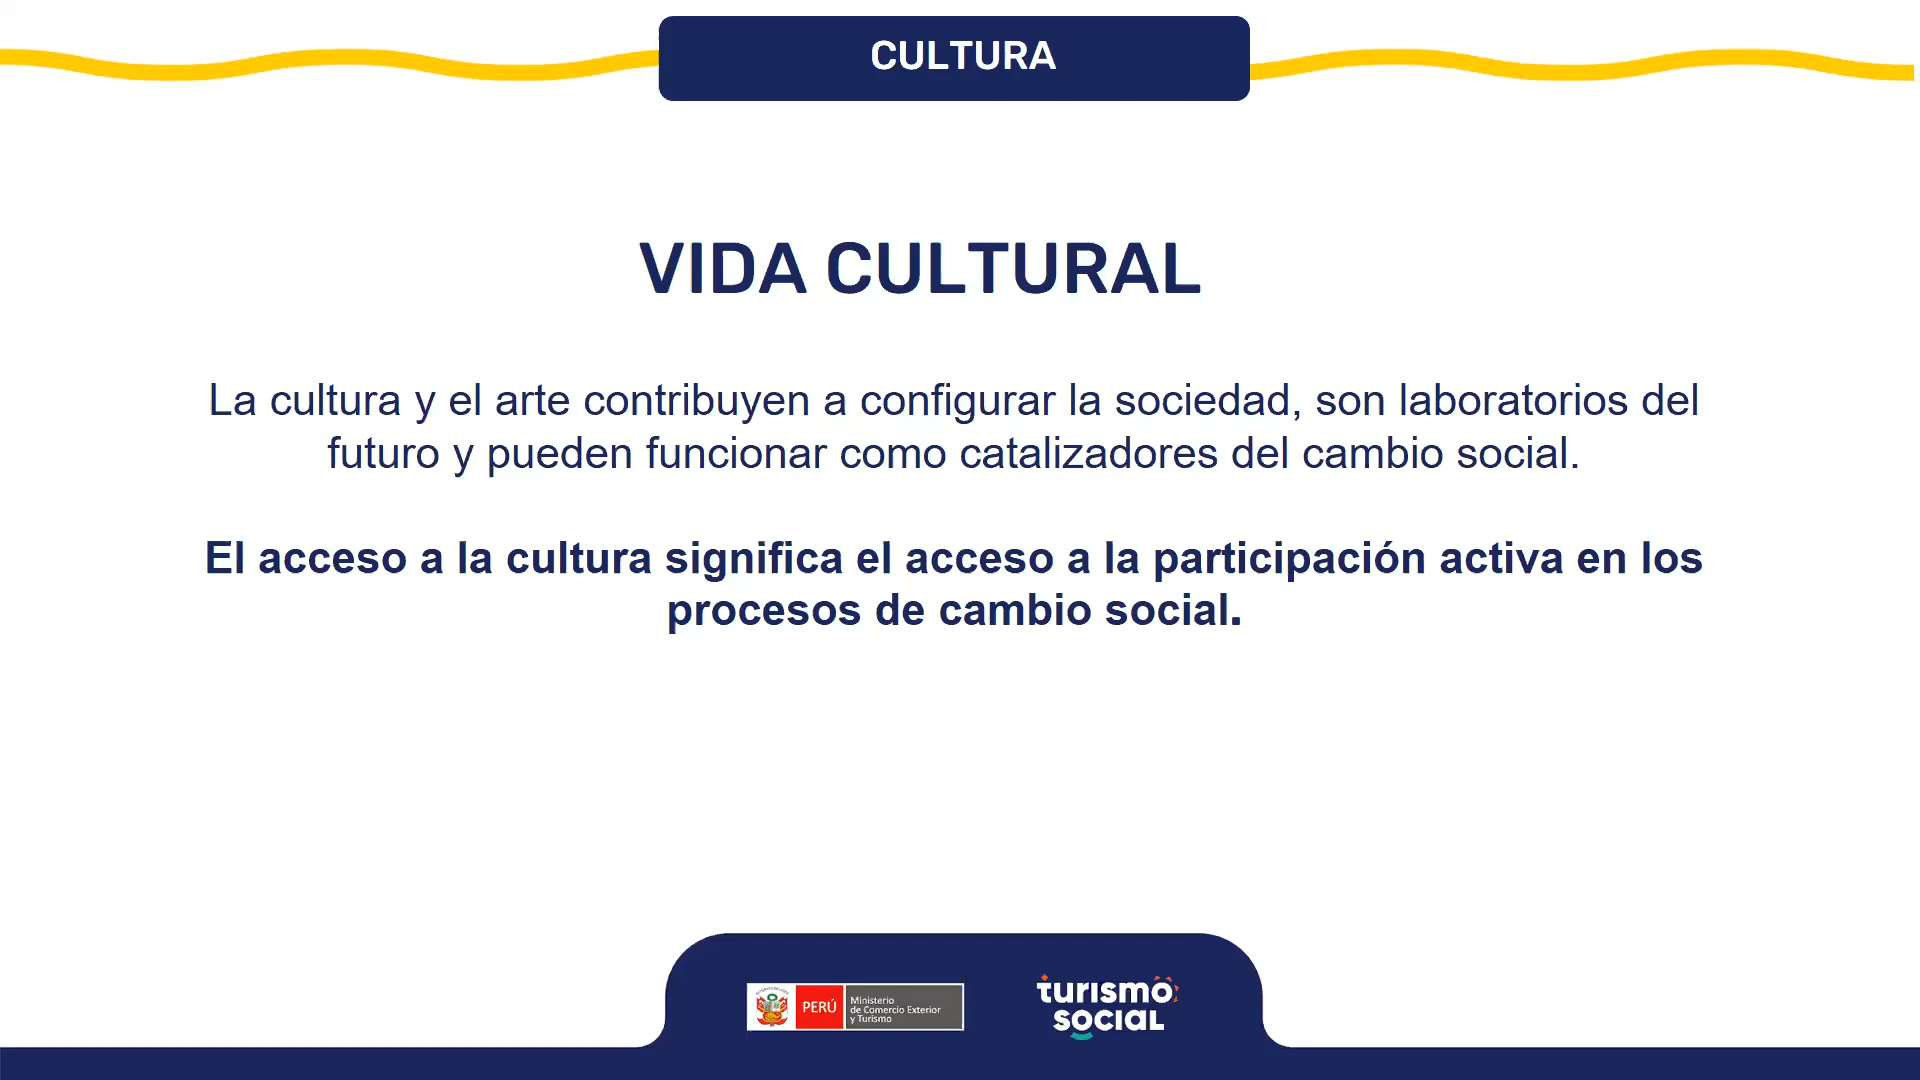 CULTURA
VIDA CULTURAL
La cultura y el arte contribuyen a configurar la sociedad, son laboratorios del
futuro y pueden funcionar como catalizadores del cambio social.
El acceso a la cultura significa el acceso a la participación activa en los
procesos de cambio social.
PERÚ
Ministerio
de Comercio Exterior
y Turismo
turismo
social